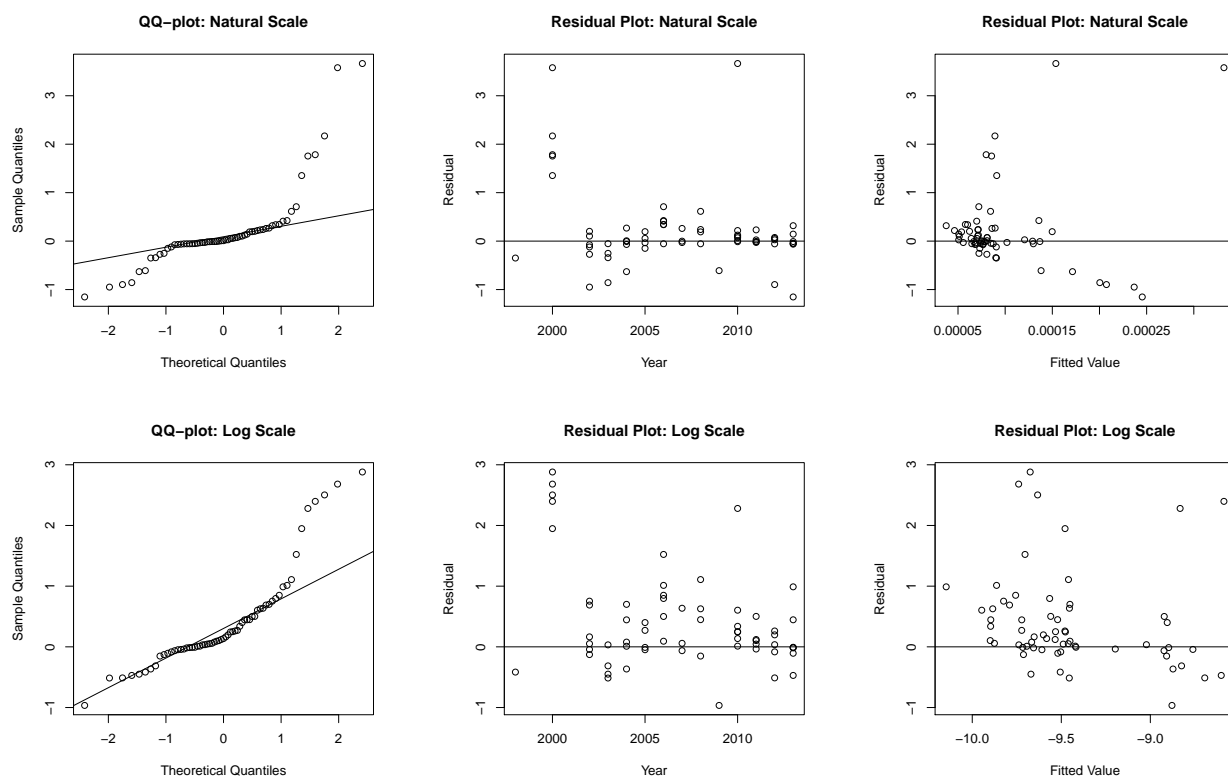 QQ−plot: Natural Scale
Sample Quantiles
3
2
1
0
−1
−2 −1 0 1 2
Theoretical Quantiles
Residual Plot: Natural Scale
Residual
3
2
1
0
−1
2000 2005 2010
Year
Residual Plot: Natural Scale
Residual
3
2
1
0
−1
0.00005 0.00015 0.00025
Fitted Value
QQ−plot: Log Scale
Sample Quantiles
3
2
1
0
−1
−2 −1 0 1 2
Theoretical Quantiles
Residual Plot: Log Scale
Residual
3
2
1
0
−1
2000 2005 2010
Year
Residual Plot: Log Scale
Residual
3
2
1
0
−1
−10.0 −9.5 −9.0
Fitted Value